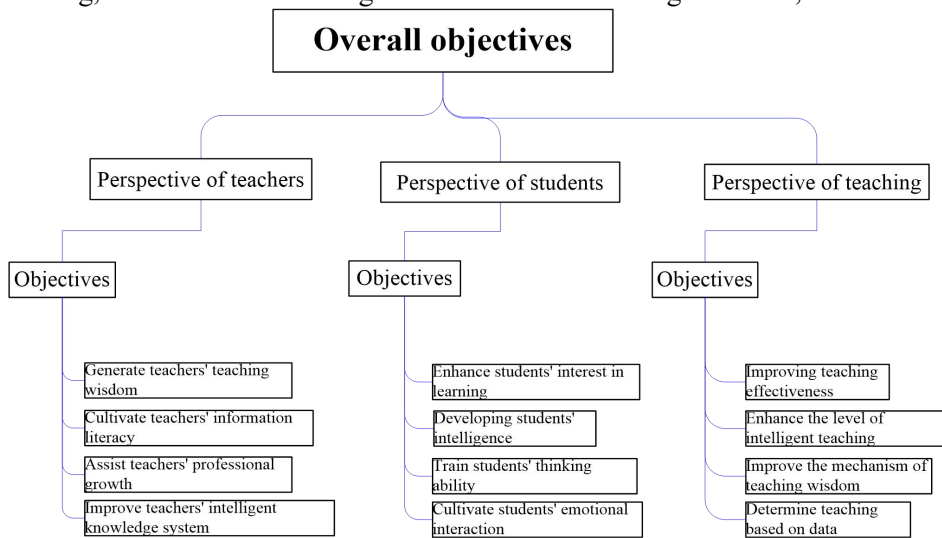 Overall objectives
Perspective of teachers
Perspective of students
Perspective of teaching
Objectives
Objectives
Objectives
Generate teachers' teaching
wisdom
Cultivate teachers' information
literacy
Assist teachers' professional
growth
Improve teachers' intelligent
knowledge system
Enhance students' interest in
learning
Developing students'
intelligence
Train students' thinking
ability
Cultivate students' emotional
interaction
Improving teaching
effectiveness
Enhance the level of
intelligent teaching
Improve the mechanism of
teaching wisdom
Determine teaching
based on data